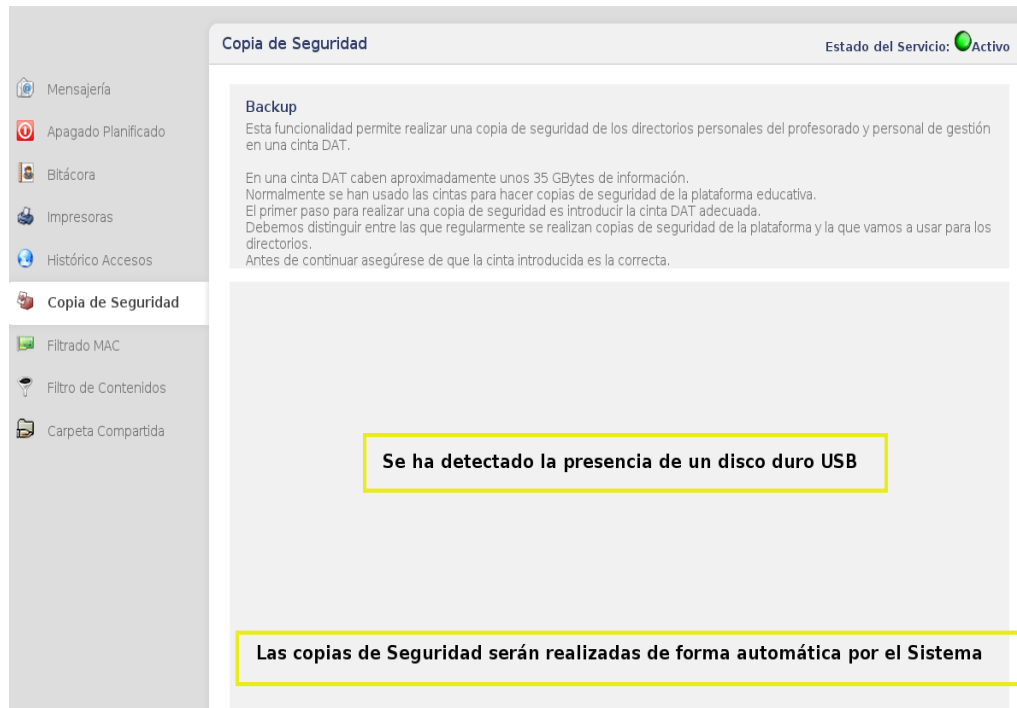 Copia de Seguridad
Estado del Servicio: Activo
Mensajería
Apagado Planificado
Bitácora
Impresoras
Histórico Accesos
Copia de Seguridad
Filtrado MAC
Filtro de Contenidos
Carpeta Compartida
Backup
Esta funcionalidad permite realizar una copia de seguridad de los directorios personales del profesorado y personal de gestión
en una cinta DAT.
En una cinta DAT caben aproximadamente unos 35 GBytes de información.
Normalmente se han usado las cintas para hacer copias de seguridad de la plataforma educativa.
El primer paso para realizar una copia de seguridad es introducir la cinta DAT adecuada.
Debemos distinguir entre las que regularmente se realizan copias de seguridad de la plataforma y la que vamos a usar para los
directorios.
Antes de continuar asegúrese de que la cinta introducida es la correcta.
Se ha detectado la presencia de un disco duro USB
Las copias de Seguridad serán realizadas de forma automática por el Sistema